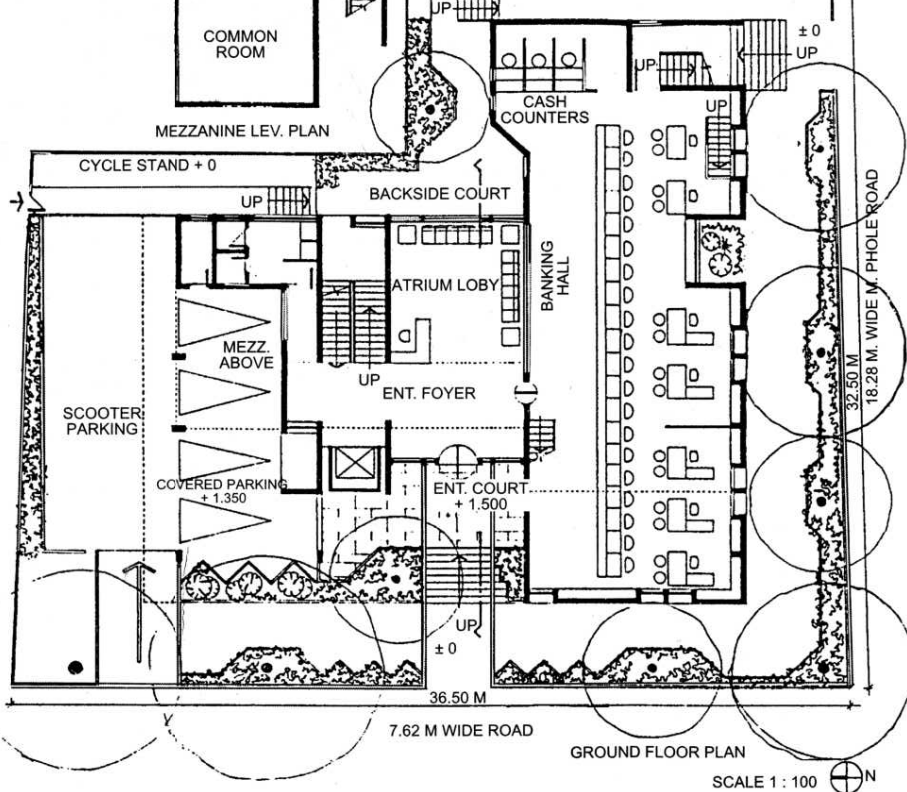 UP
± 0
COMMON
ROOM
UP
UP
CASH
COUNTERS
UP
MEZZANINE LEV. PLAN
CYCLE STAND + 0
BACKSIDE COURT
UP
18.28 M. WIDE M. PHOLE ROAD
32.50 M
BANKING
HALL
ATRIUM LOBY
MEZZ.
ABOVE
UP
ENT. FOYER
SCOOTER
PARKING
COVERED PARKING
+ 1.350
ENT. COURT
+ 1.500
UP
± 0
36.50 M
7.62 M WIDE ROAD
GROUND FLOOR PLAN
SCALE 1 : 100
N